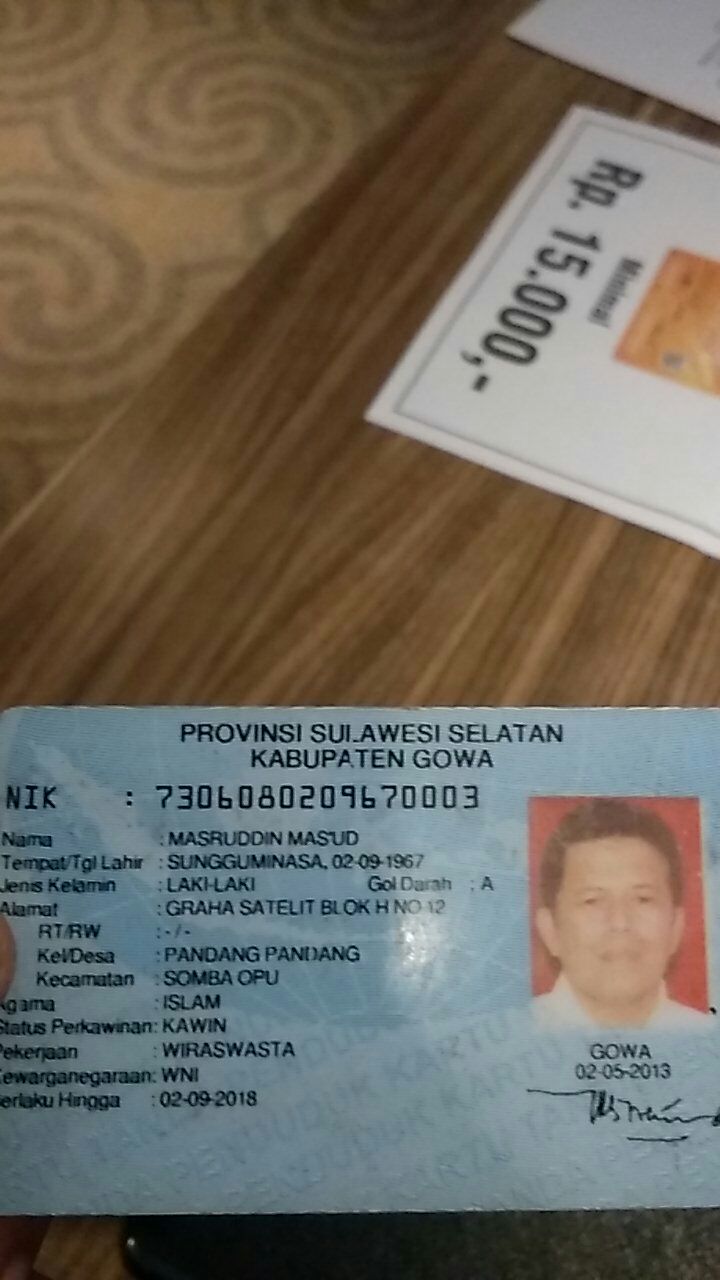 Rp. 15.000,-
Minimal
PROVINSI SULAWESI SELATAN
KABUPATEN GOWA
NIK : 7306080209670003
Nama : MASRUDDIN MAS'UD
Tempat/Tgl Lahir : SUNGGUMINASA, 02-09-1967
Jenis Kelamin : LAKI-LAKI Gol Darah : A
Alamat : GRAHA SATELIT BLOK H NO 12
RT/RW : - / -
Kel/Desa : PANDANG PANDANG
Kecamatan : SOMBA OPU
Agama : ISLAM
Status Perkawinan: KAWIN
Pekerjaan : WIRASWASTA
Kewarganegaraan: WNI
Berlaku Hingga : 02-09-2018
GOWA
02-05-2013